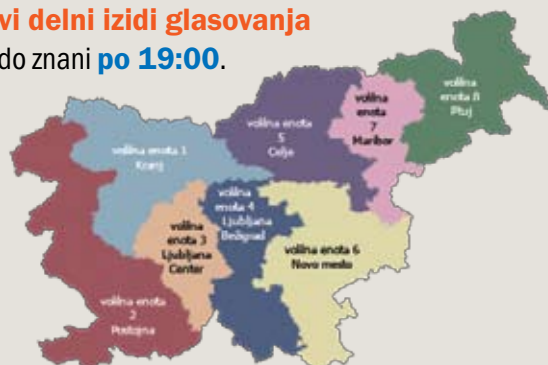 vi delni izidi glasovanja
do znani po 19:00.
volilna
enota 8
Ptuj
volilna
enota
7
Maribor
volilna enota
5
Celje
volilna enota 1
Kranj
volilna
enota 4
Ljubljana
Bežigrad
volilna
enota 3
Ljubljana
Center
volilna enota 6
Novo mesto
volilna enota
2
Postojna